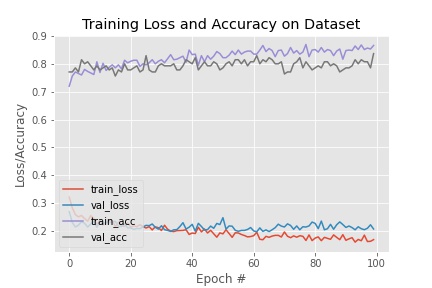 Training Loss and Accuracy on Dataset
0.9
0.8
0.7
0.6
0.5
0.4
0.3
0.2
Loss/Accuracy
train_loss
val_loss
train_acc
val_acc
0 20 40 60 80 100
Epoch #